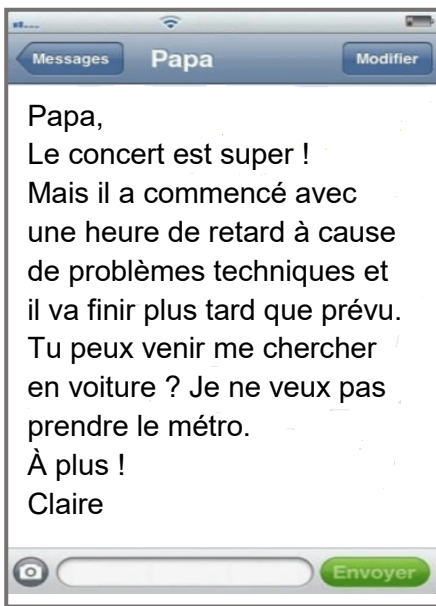 Messages Papa Modifier
Papa,
Le concert est super !
Mais il a commencé avec
une heure de retard à cause
de problèmes techniques et
il va finir plus tard que prévu.
Tu peux venir me chercher
en voiture ? Je ne veux pas
prendre le métro.
À plus !
Claire
Envoyer